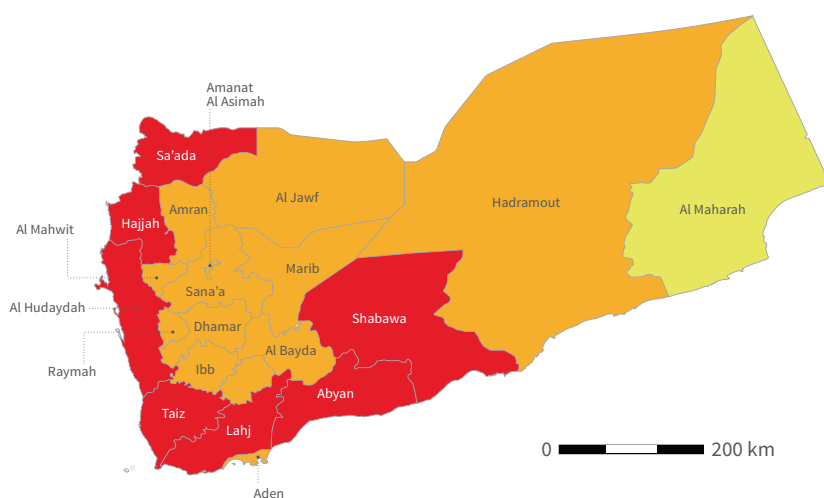 Amanat
Al Asimah
Sa’ada
Al Jawf
Hadramout
Amran
Al Maharah
Hajjah
Al Mahwit
Marib
Sana’a
Al Hudaydah
Shabawa
Dhamar
Al Bayda
Raymah
Ibb
Abyan
Taiz
Lahj
0 200 km
Aden